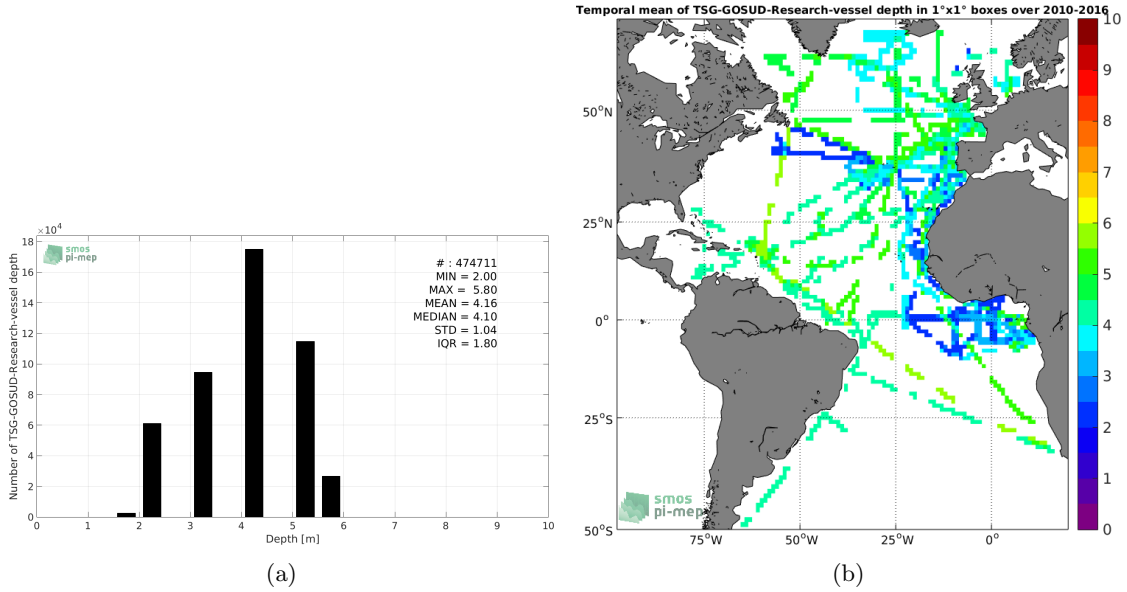 ×10⁴
18
16
14
12
10
8
6
4
2
0
Number of TSG-GOSUD-Research-vessel depth
smos
pi-mep
# : 474711
MIN = 2.00
MAX = 5.80
MEAN = 4.16
MEDIAN = 4.10
STD = 1.04
IQR = 1.80
0 1 2 3 4 5 6 7 8 9 10
Depth [m]
(a)
Temporal mean of TSG-GOSUD-Research-vessel depth in 1°x1° boxes over 2010-2016
50°N
25°N
0°
25°S
50°S
75°W 50°W 25°W 0°
smos
pi-mep
10
9
8
7
6
5
4
3
2
1
0
(b)